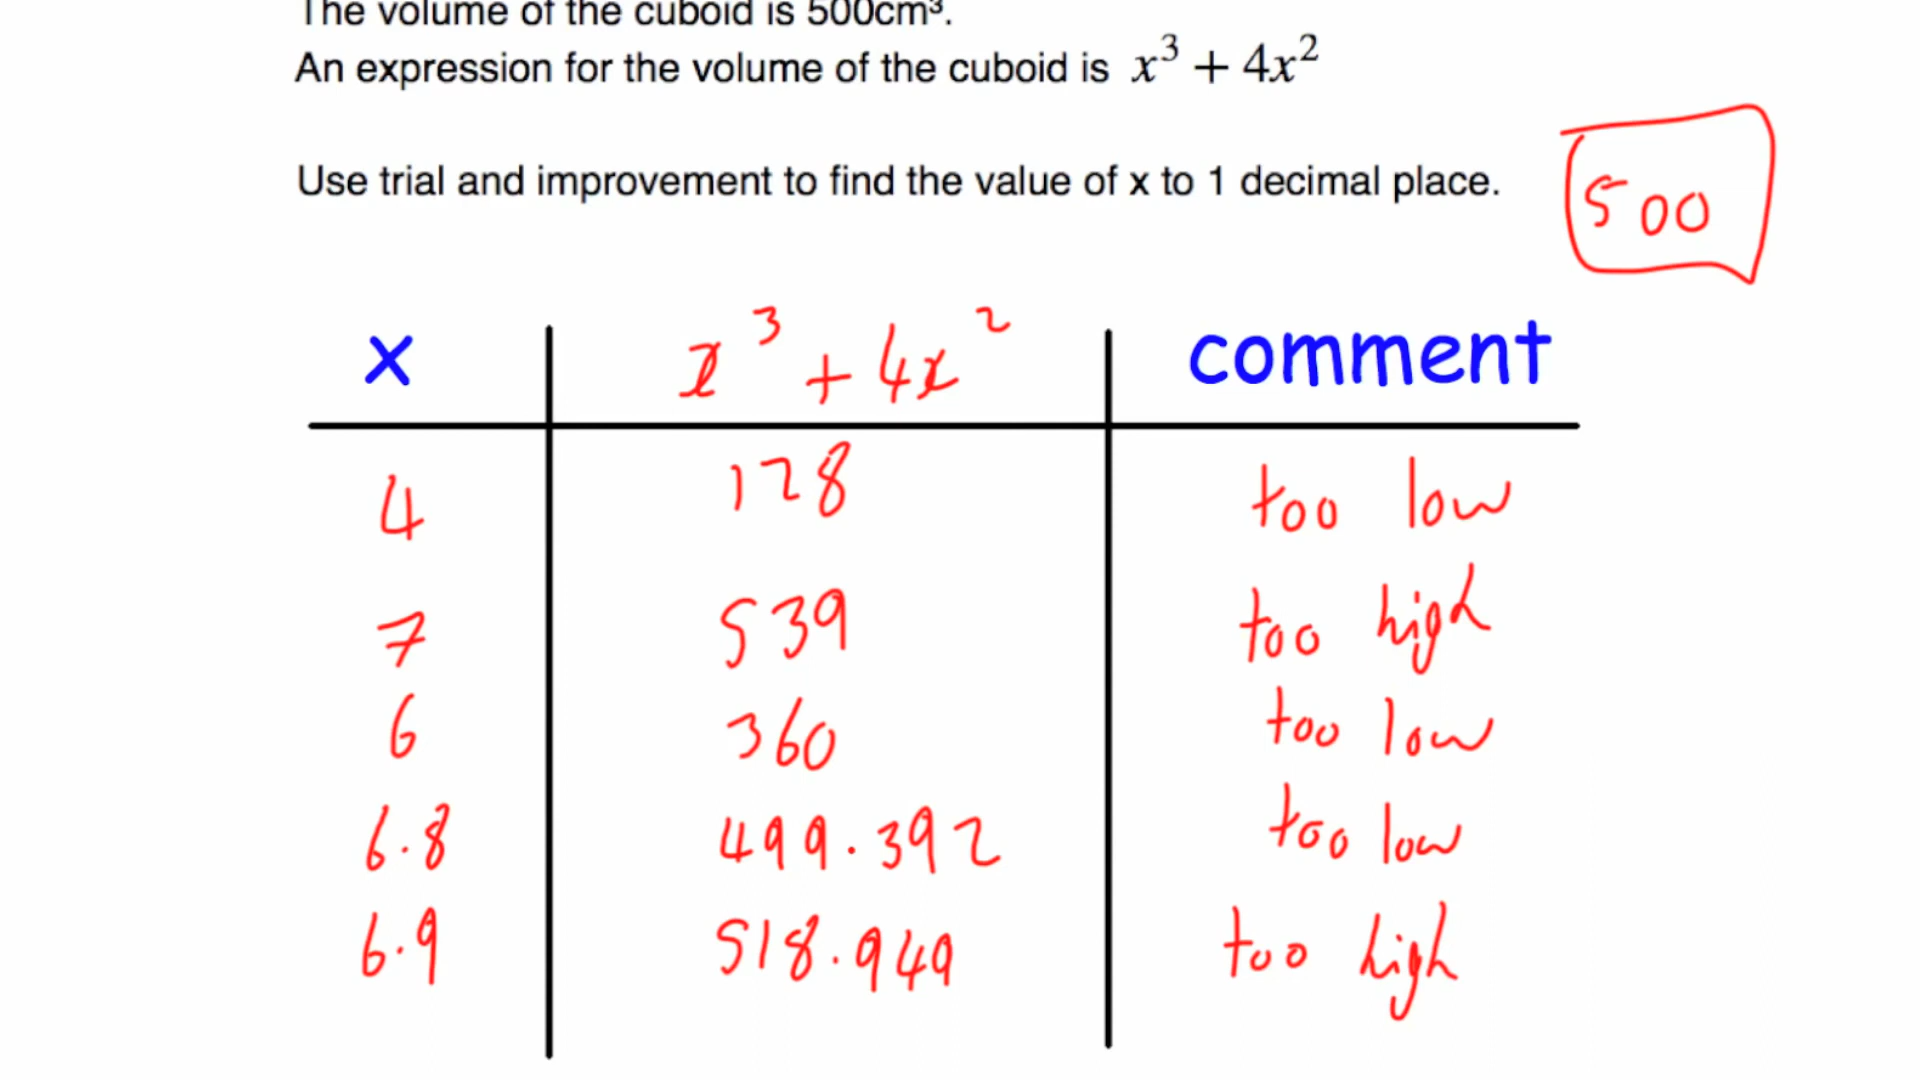 The volume of the cuboid is 500cm³.
An expression for the volume of the cuboid is x³ + 4x²
Use trial and improvement to find the value of x to 1 decimal place.
500
x x³ + 4x² comment
4 128 too low
7 539 too high
6 360 too low
6.8 499.392 too low
6.9 518.949 too high